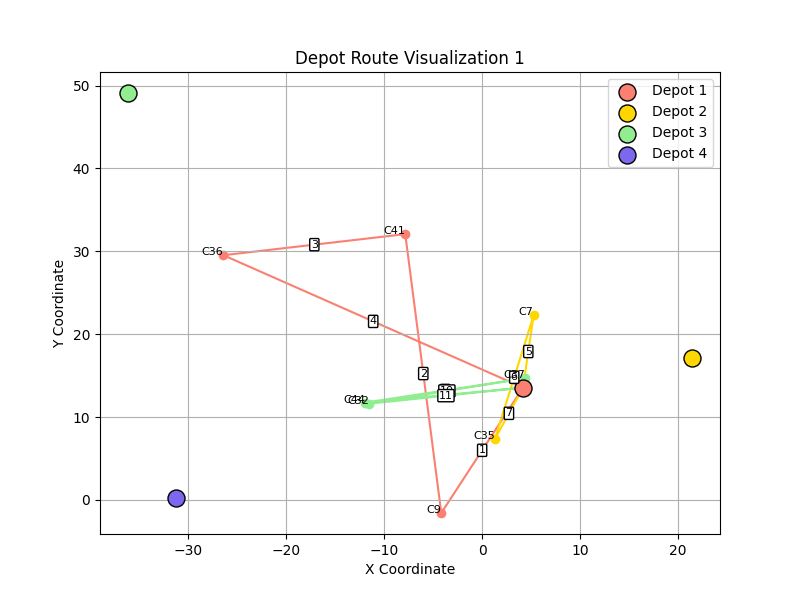 Depot Route Visualization 1
Depot 1
Depot 2
Depot 3
Depot 4
Y Coordinate
50
40
30
20
10
0
C41
C36
3
4
C7
5
2
11
7
C35
1
C9
−30
−20
−10
0
10
20
X Coordinate